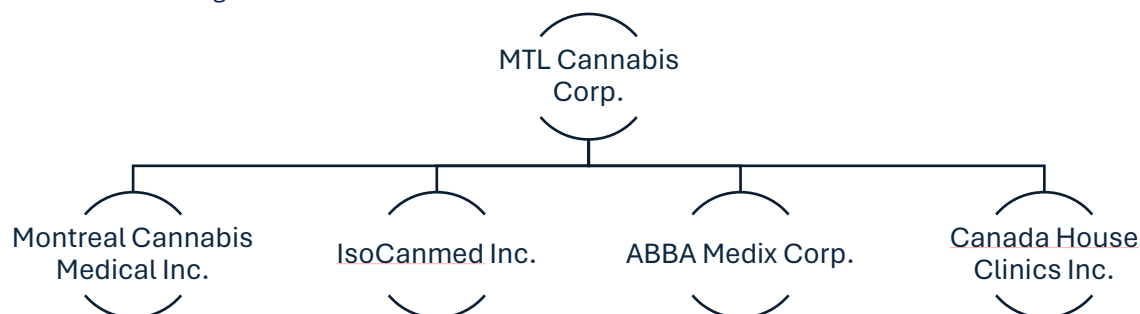 MTL Cannabis
Corp.
Montreal Cannabis
Medical Inc.
IsoCanmed Inc.
ABBA Medix Corp.
Canada House
Clinics Inc.